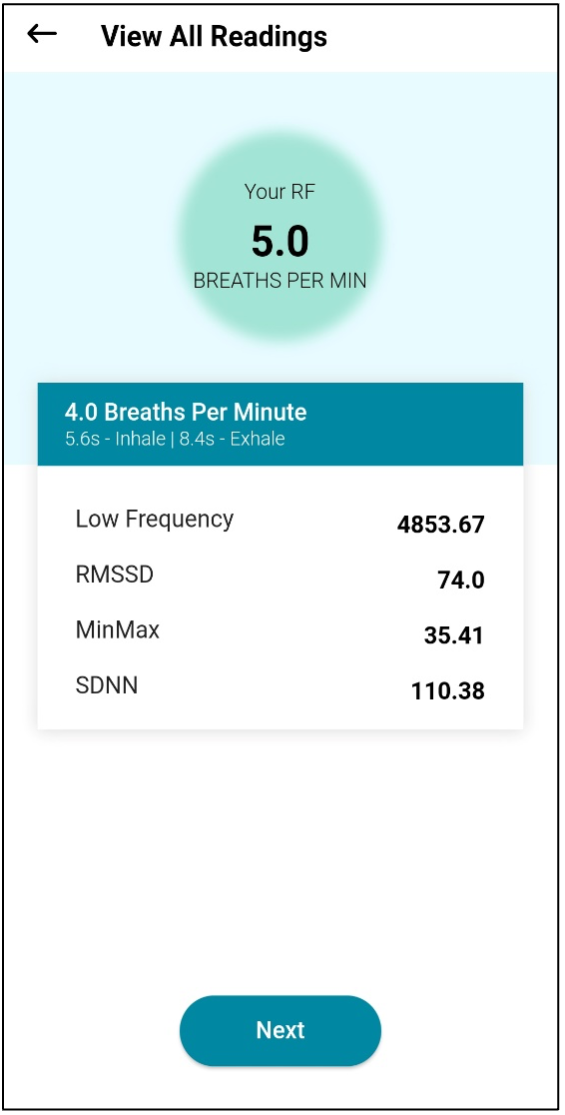 View All Readings
Your RF
5.0
BREATHS PER MIN
4.0 Breaths Per Minute
5.6s - Inhale | 8.4s - Exhale
Low Frequency 4853.67
RMSSD 74.0
MinMax 35.41
SDNN 110.38
Next